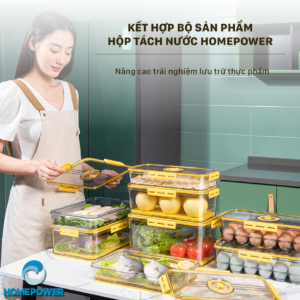 KẾT HỢP BỘ SẢN PHẨM
HỘP TÁCH NƯỚC HOMEPOWER
Nâng cao trải nghiệm lưu trữ thực phẩm
HOMEPOWER